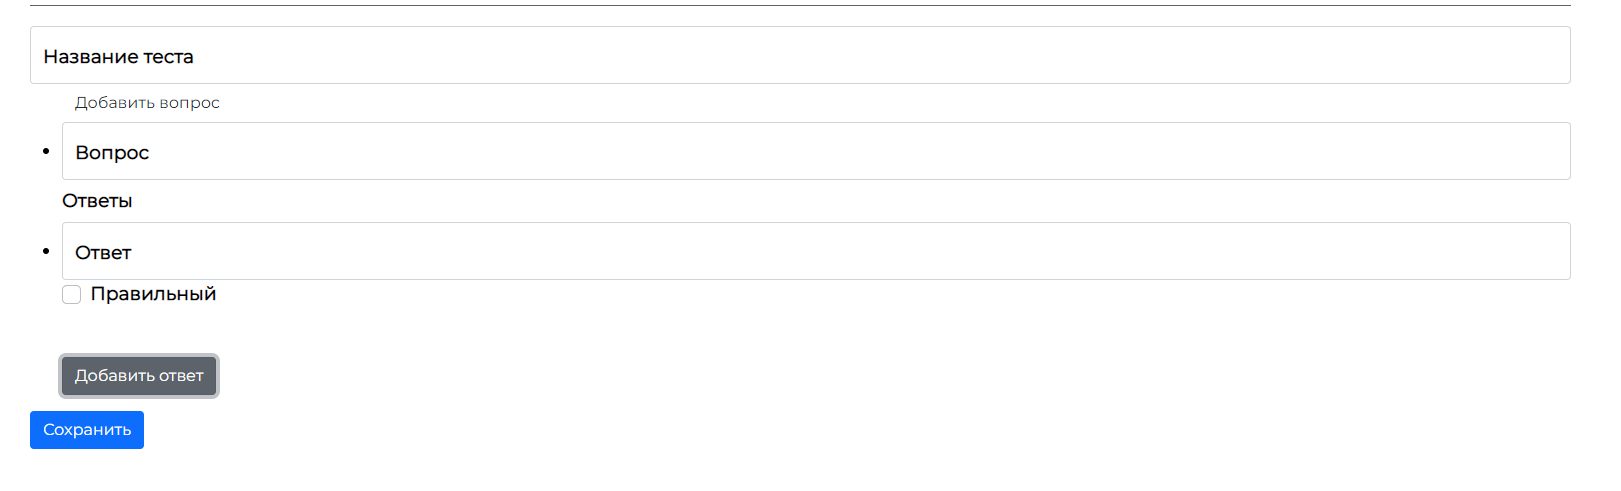 Название теста
Добавить вопрос
Вопрос
Ответы
Ответ
Правильный
Добавить ответ
Сохранить